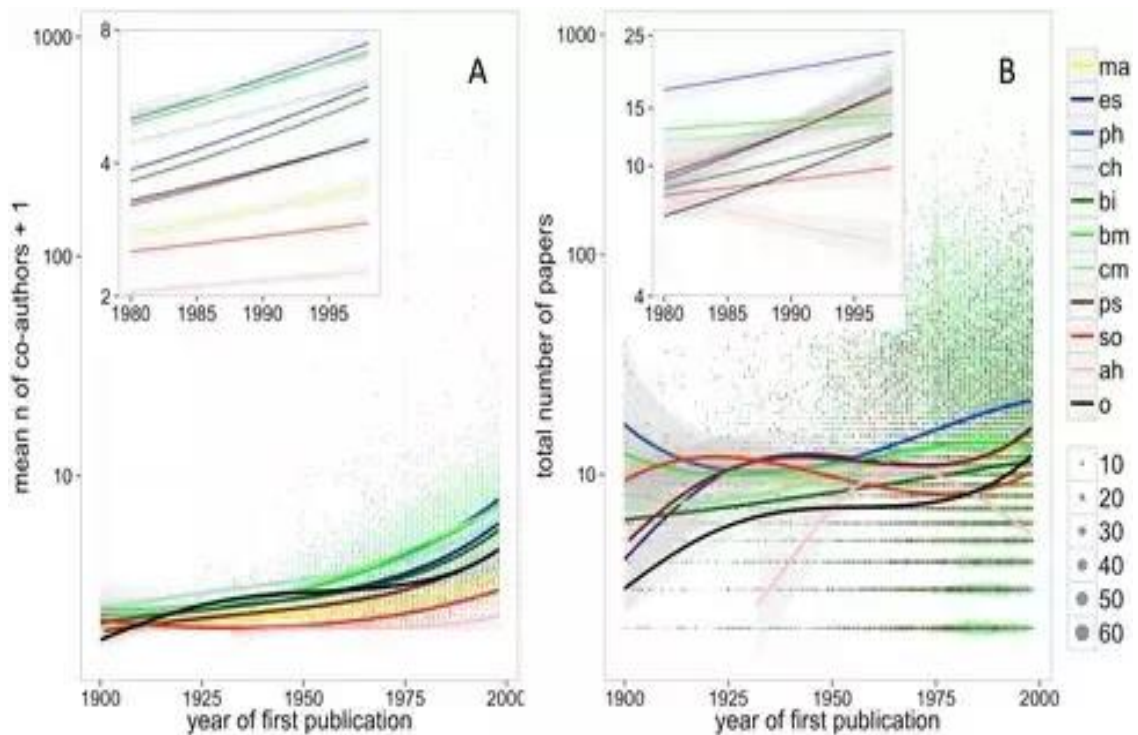 1000
100
10
mean n of co-authors + 1
8
4
2
1980
1985
1990
1995
A
1900
1925
1950
1975
2000
year of first publication
1000
100
10
total number of papers
25
15
10
4
1980
1985
1990
1995
B
1900
1925
1950
1975
2000
year of first publication
ma
es
ph
ch
bi
bm
cm
ps
so
ah
o
10
20
30
40
50
60